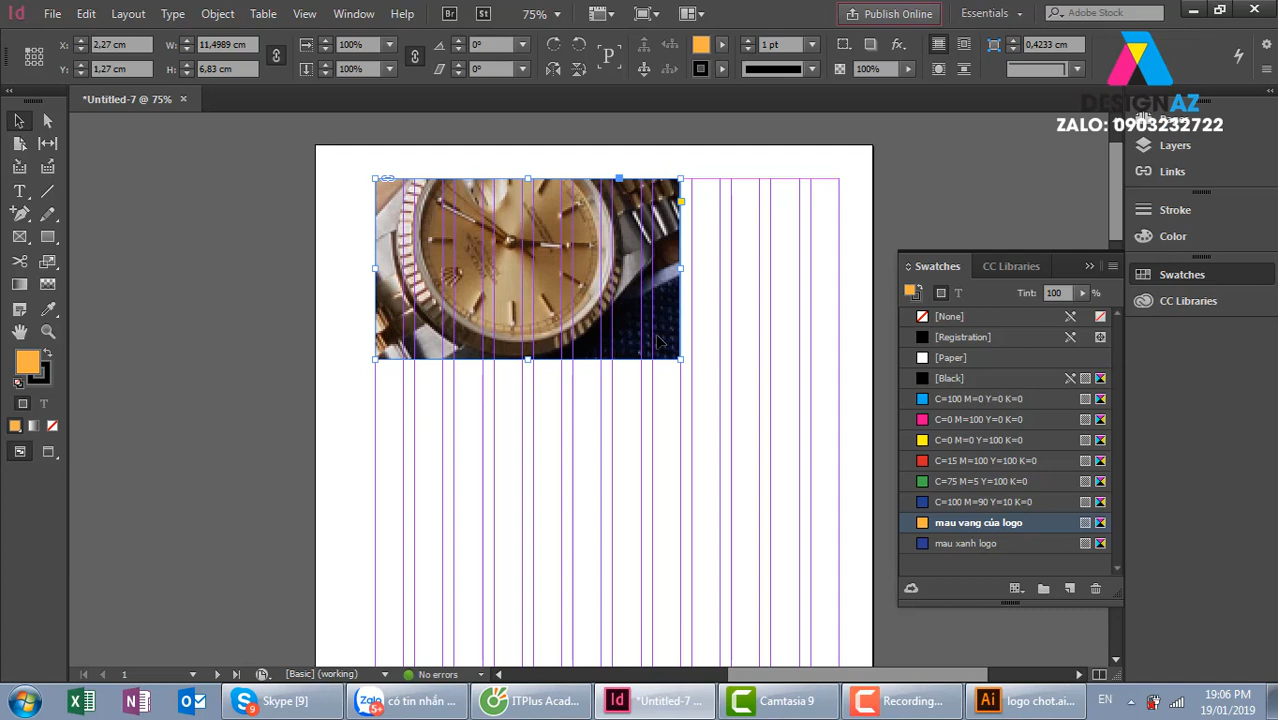 File Edit Layout Type Object Table View Window Help Br St 75% Publish Online Essentials Adobe Stock
X: 2,27 cm W: 11,4989 cm 100% 0° 1 pt 0,4233 cm
Y: 1,27 cm H: 6,83 cm 100% 0° 100%
*Untitled-7 @ 75%
DESIGNAZ
ZALO: 0903232722
Pages
Layers
Links
Stroke
Color
Swatches
CC Libraries
Swatches CC Libraries
Tint: 100 %
[None]
[Registration]
[Paper]
[Black]
C=100 M=0 Y=0 K=0
C=0 M=100 Y=0 K=0
C=0 M=0 Y=100 K=0
C=15 M=100 Y=100 K=0
C=75 M=5 Y=100 K=0
C=100 M=90 Y=10 K=0
mau vang của logo
mau xanh logo
1 [Basic] (working) No errors
Skype [9] có tin nhắn ... ITPlus Acad... *Untitled-7 ... Camtasia 9 Recording... logo chot.ai... EN 19:06 PM
19/01/2019